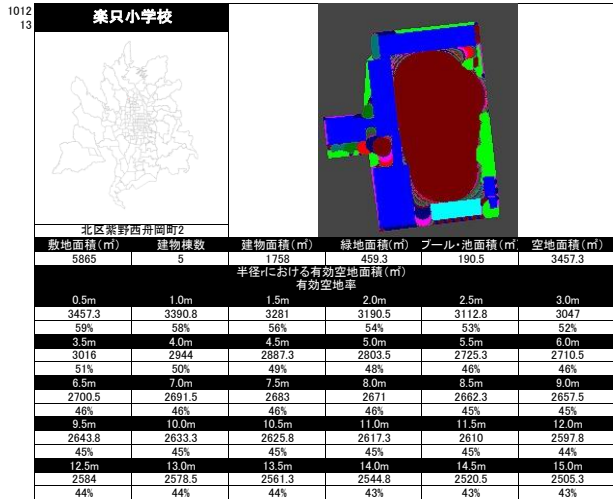 1012
13
楽只小学校
北区紫野西舟岡町2
敷地面積(㎡) 建物棟数 建物面積(㎡) 緑地面積(㎡) プール・池面積(㎡ 空地面積(㎡)
5865 5 1758 459.3 190.5 3457.3
半径rにおける有効空地面積(㎡)
有効空地率
0.5m 1.0m 1.5m 2.0m 2.5m 3.0m
3457.3 3390.8 3281 3190.5 3112.8 3047
59% 58% 56% 54% 53% 52%
3.5m 4.0m 4.5m 5.0m 5.5m 6.0m
3016 2944 2887.3 2803.5 2725.3 2710.5
51% 50% 49% 48% 46% 46%
6.5m 7.0m 7.5m 8.0m 8.5m 9.0m
2700.5 2691.5 2683 2671 2662.3 2657.5
46% 46% 46% 46% 45% 45%
9.5m 10.0m 10.5m 11.0m 11.5m 12.0m
2643.8 2633.3 2625.8 2617.3 2610 2597.8
45% 45% 45% 45% 45% 44%
12.5m 13.0m 13.5m 14.0m 14.5m 15.0m
2584 2578.5 2561.3 2544.8 2520.5 2505.3
44% 44% 44% 43% 43% 43%